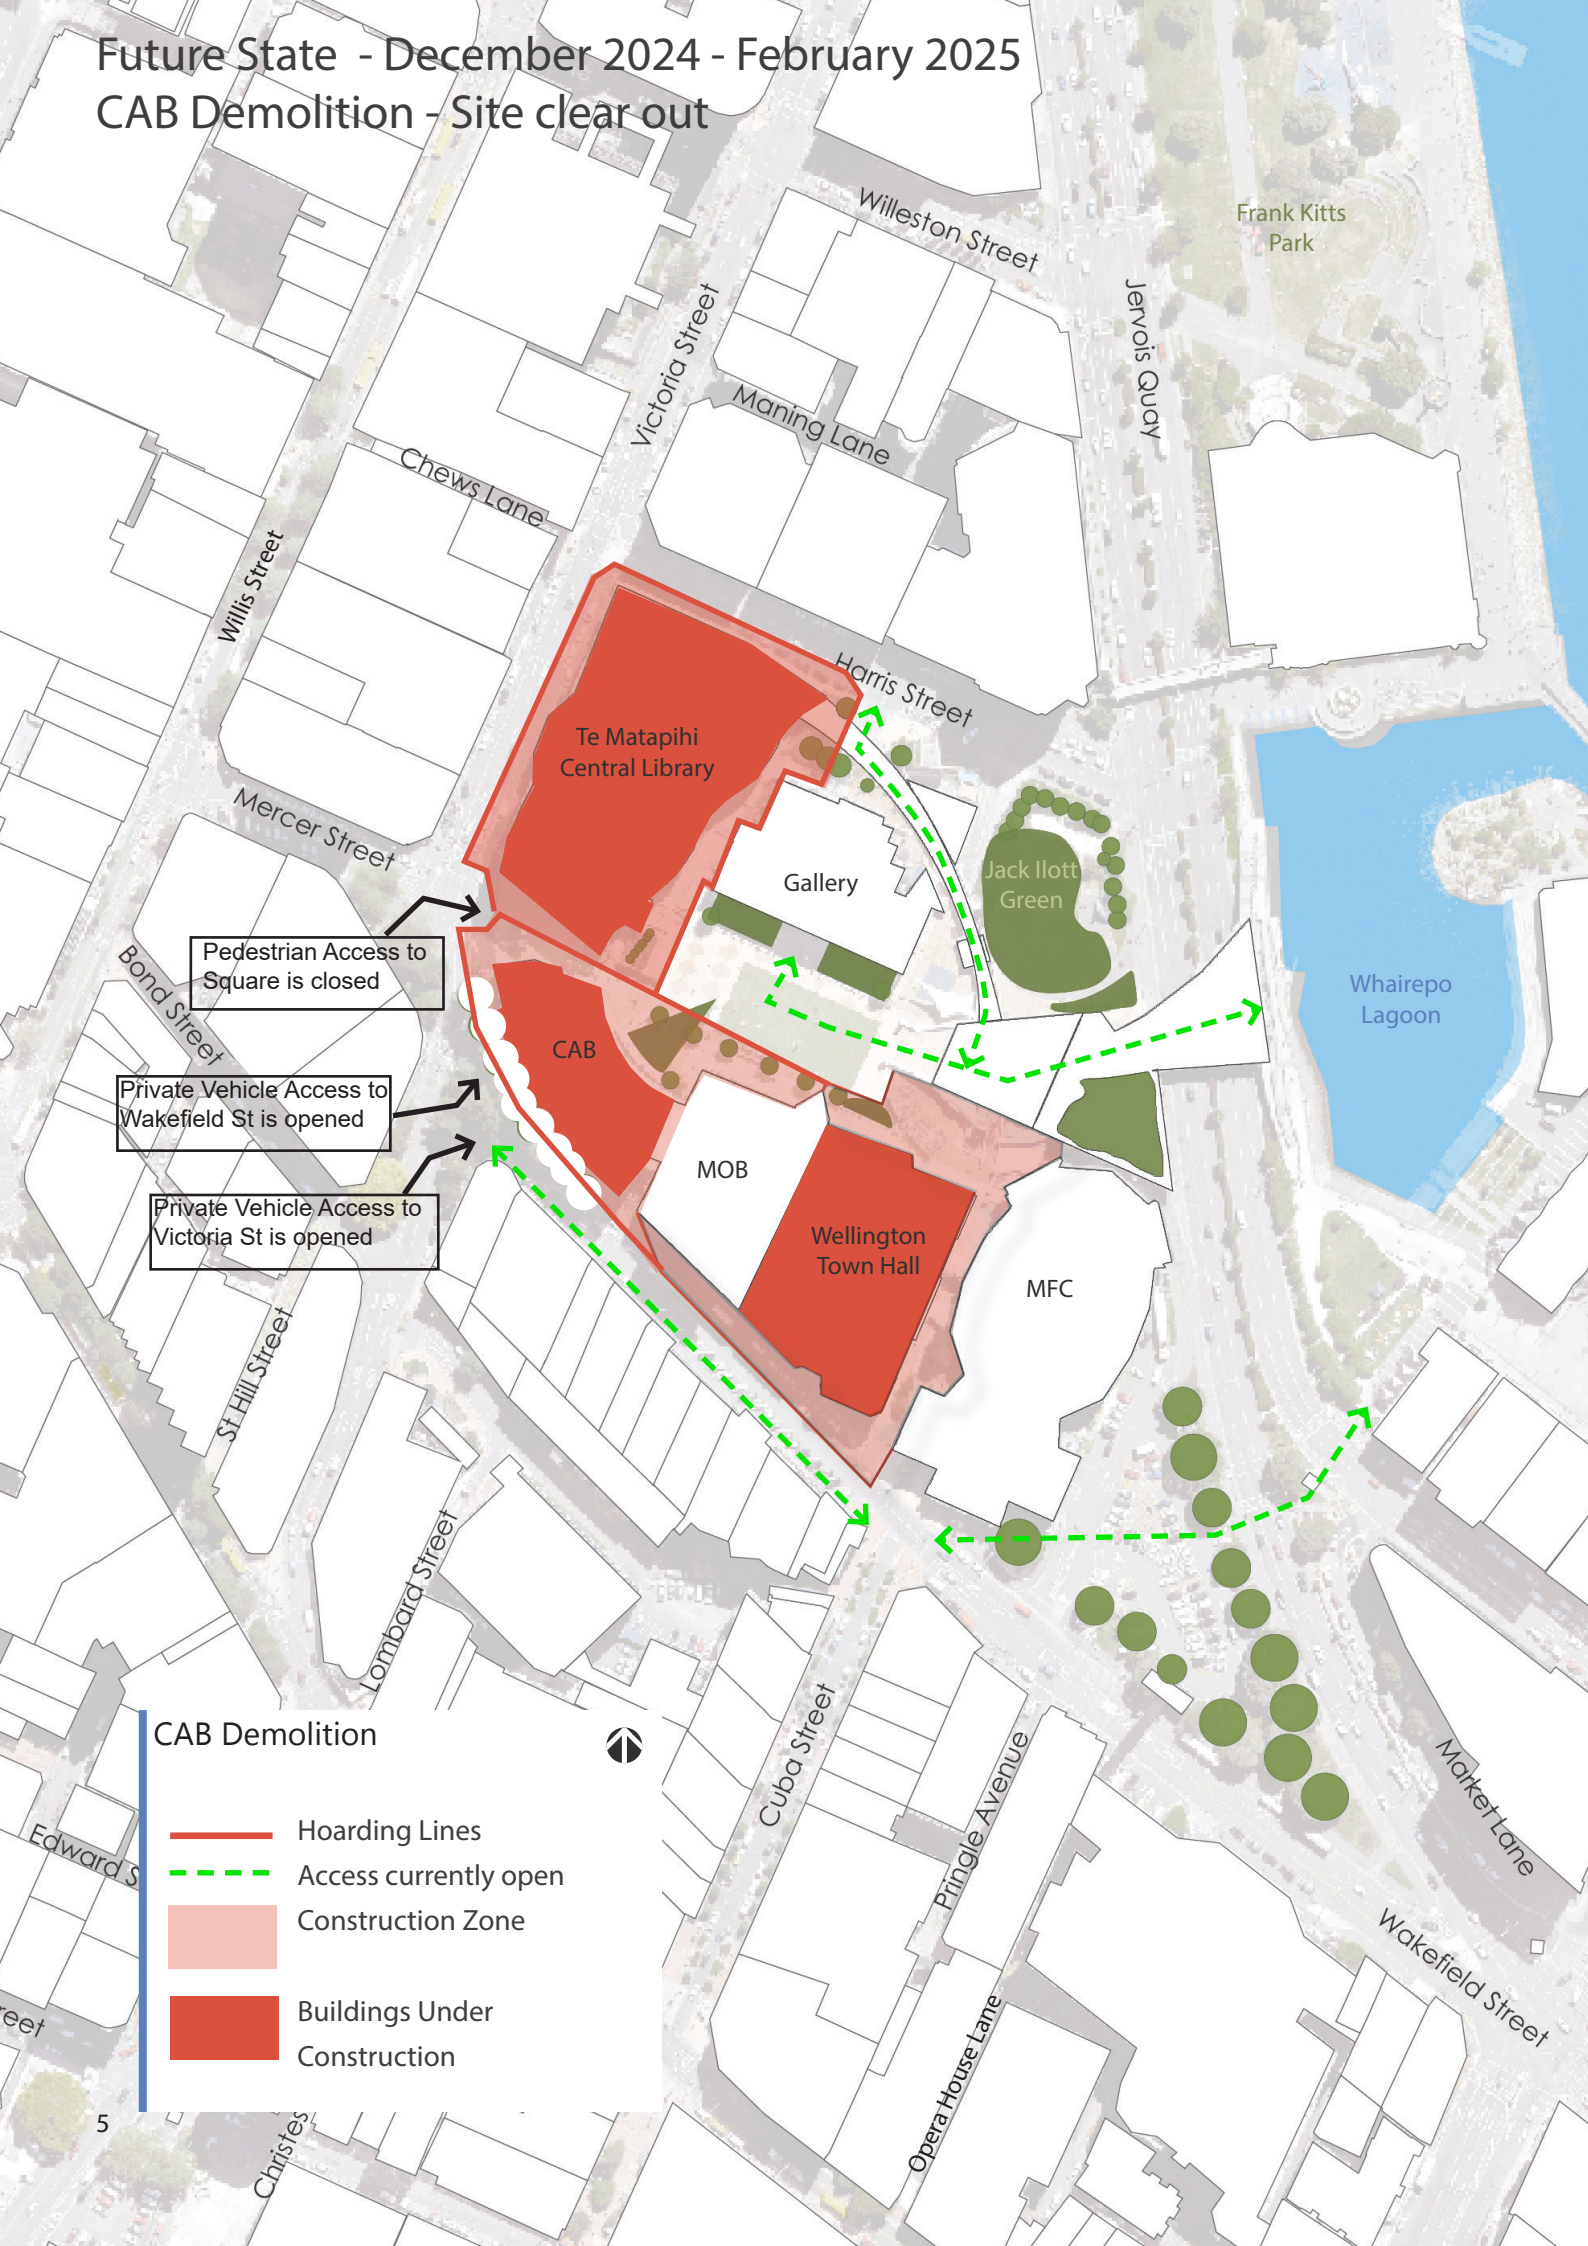 Future State - December 2024 - February 2025
CAB Demolition - Site clear out
Willeston Street
Frank Kitts
Park
Jervois Quay
Victoria Street
Maning Lane
Chews Lane
Willis Street
Harris Street
Te Matapihi
Central Library
Mercer Street
Gallery
Jack Ilott
Green
Pedestrian Access to
Square is closed
Bond Street
Whairepo
Lagoon
CAB
Private Vehicle Access to
Wakefield St is opened
MOB
Private Vehicle Access to
Victoria St is opened
Wellington
Town Hall
MFC
St Hill Street
Lombard Street
Cuba Street
Pringle Avenue
Market Lane
CAB Demolition
Hoarding Lines
Access currently open
Construction Zone
Buildings Under
Construction
Edward S
Wakefield Street
reet
Opera House Lane
5
Christes